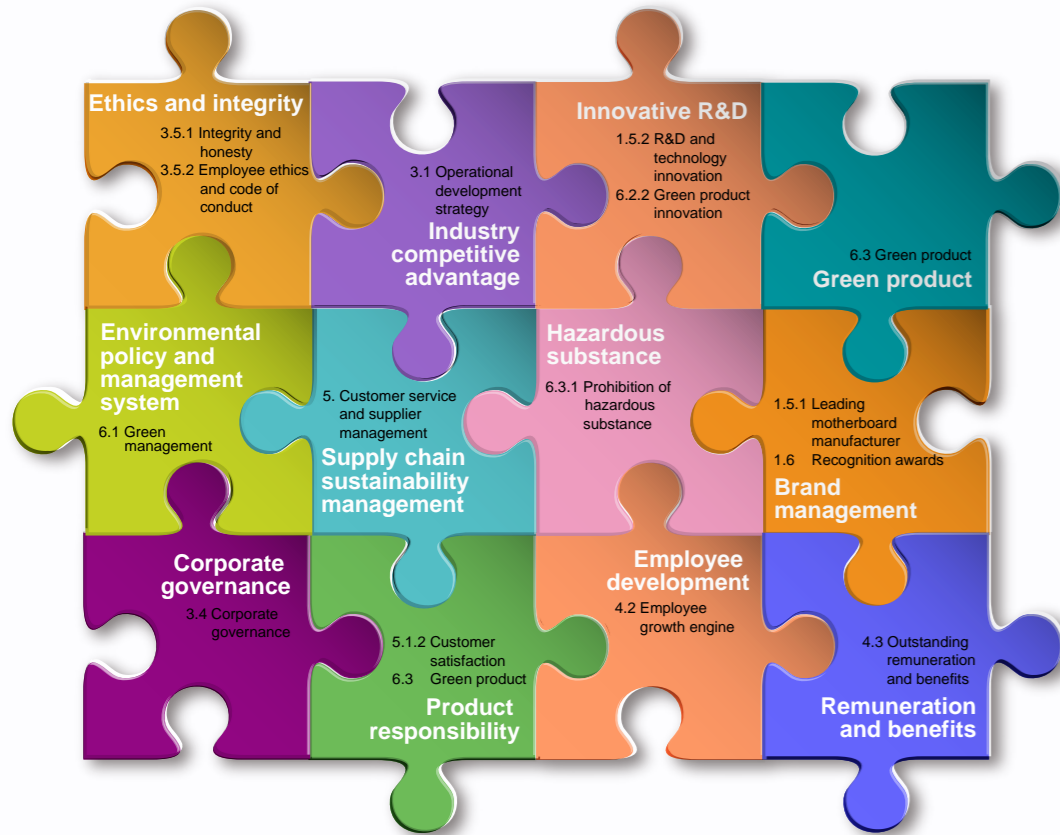 Ethics and integrity
3.5.1 Integrity and
honesty
3.5.2 Employee ethics
and code of
conduct
3.1 Operational
development
strategy
Industry
competitive
advantage
Innovative R&D
1.5.2 R&D and
technology
innovation
6.2.2 Green product
innovation
6.3 Green product
Green product
Environmental
policy and
management
system
6.1 Green
management
5. Customer service
and supplier
management
Supply chain
sustainability
management
Hazardous
substance
6.3.1 Prohibition of
hazardous
substance
1.5.1 Leading
motherboard
manufacturer
1.6 Recognition awards
Brand
management
Corporate
governance
3.4 Corporate
governance
5.1.2 Customer
satisfaction
6.3 Green product
Product
responsibility
Employee
development
4.2 Employee
growth engine
4.3 Outstanding
remuneration
and benefits
Remuneration
and benefits